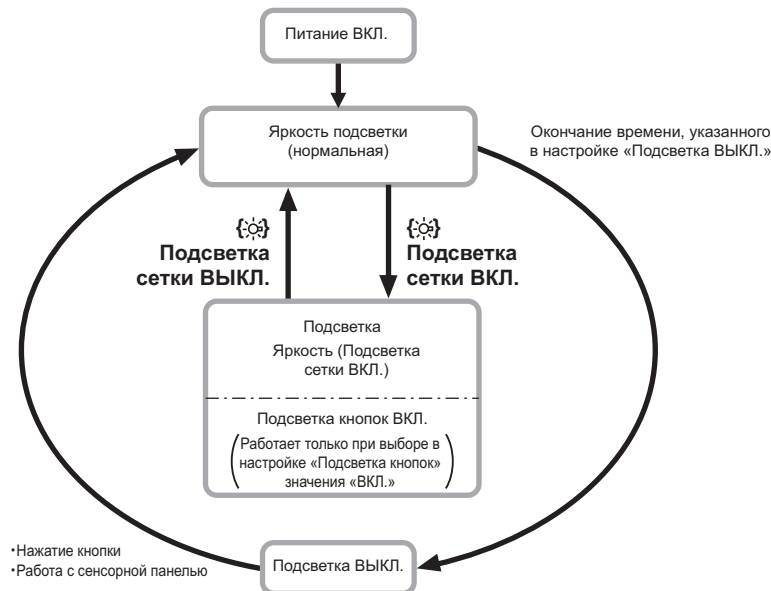 Питание ВКЛ.
Яркость подсветки
(нормальная)
Окончание времени, указанного
в настройке «Подсветка ВЫКЛ.»
{☼}
Подсветка
сетки ВЫКЛ.
{☼}
Подсветка
сетки ВКЛ.
Подсветка
Яркость (Подсветка
сетки ВКЛ.)
Подсветка кнопок ВКЛ.
(Работает только при выборе в
настройке «Подсветка кнопок»
значения «ВКЛ.»)
•Нажатие кнопки
•Работа с сенсорной панелью
Подсветка ВЫКЛ.